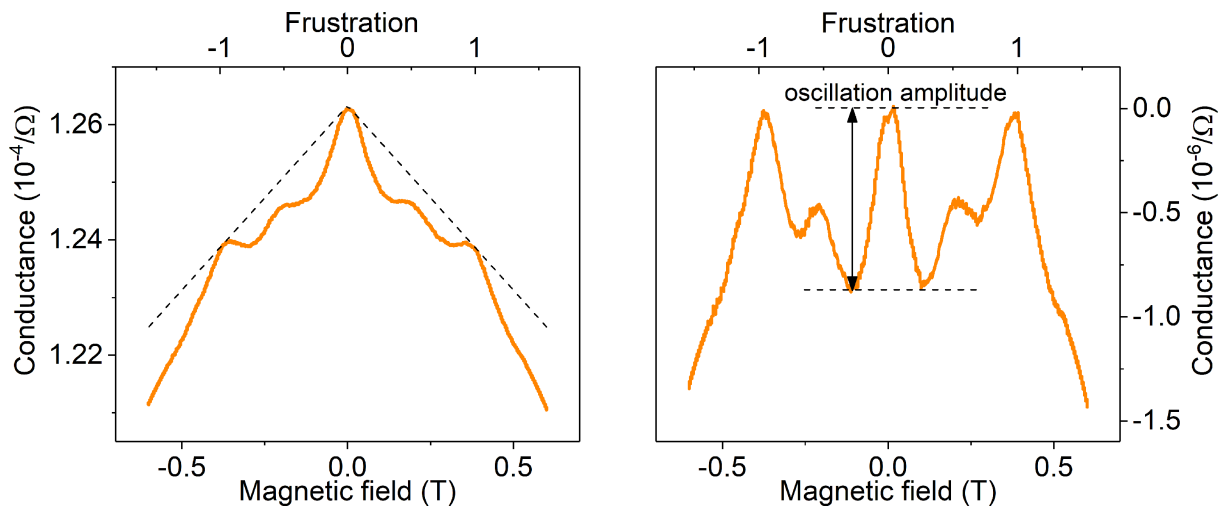 Frustration
-1 0 1
Conductance (10⁻⁴/Ω)
1.26
1.24
1.22
-0.5 0.0 0.5
Magnetic field (T)
Frustration
-1 0 1
oscillation amplitude
0.0
-0.5
-1.0
-1.5
Conductance (10⁻⁶/Ω)
-0.5 0.0 0.5
Magnetic field (T)